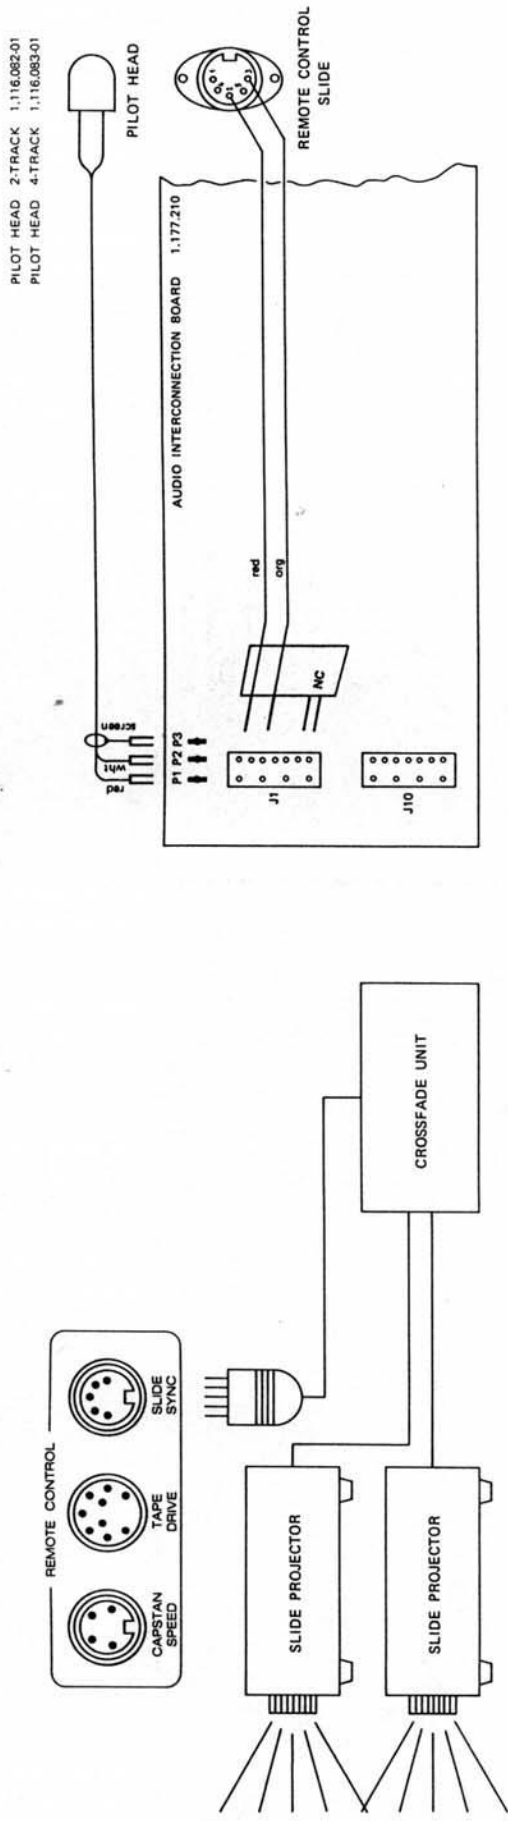 PILOT HEAD 2-TRACK 1.116.082-01
PILOT HEAD 4-TRACK 1.116.083-01
PILOT HEAD
red
wht
screen
P1 P2 P3
AUDIO INTERCONNECTION BOARD 1.177.210
red
org
NC
J1
J10
REMOTE CONTROL
SLIDE
REMOTE CONTROL
CAPSTAN
SPEED
TAPE
DRIVE
SLIDE
SYNC
SLIDE PROJECTOR
SLIDE PROJECTOR
CROSSFADE UNIT